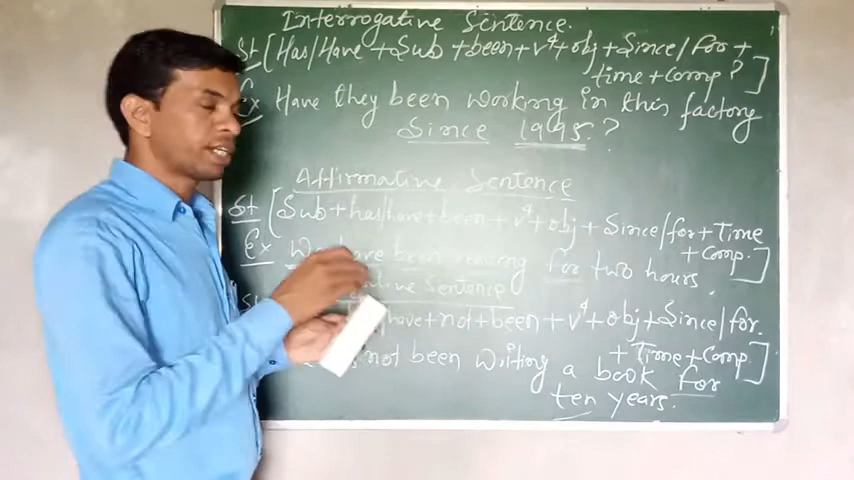 Interrogative Sentence.
St [Has/Have + Sub + been + v4 + obj + Since/for +
time + comp ?]
Ex Have they been working in this factory
Since 1995. ?
Affirmative Sentence
St [Sub + has/have + been + v4 + obj + Since/for + Time
+ Comp.]
Ex We have been for two hours.
Sentence
have + not + been + v4 + obj + Since/for.
+ Time + Comp.]
not been writing a book for
ten years.